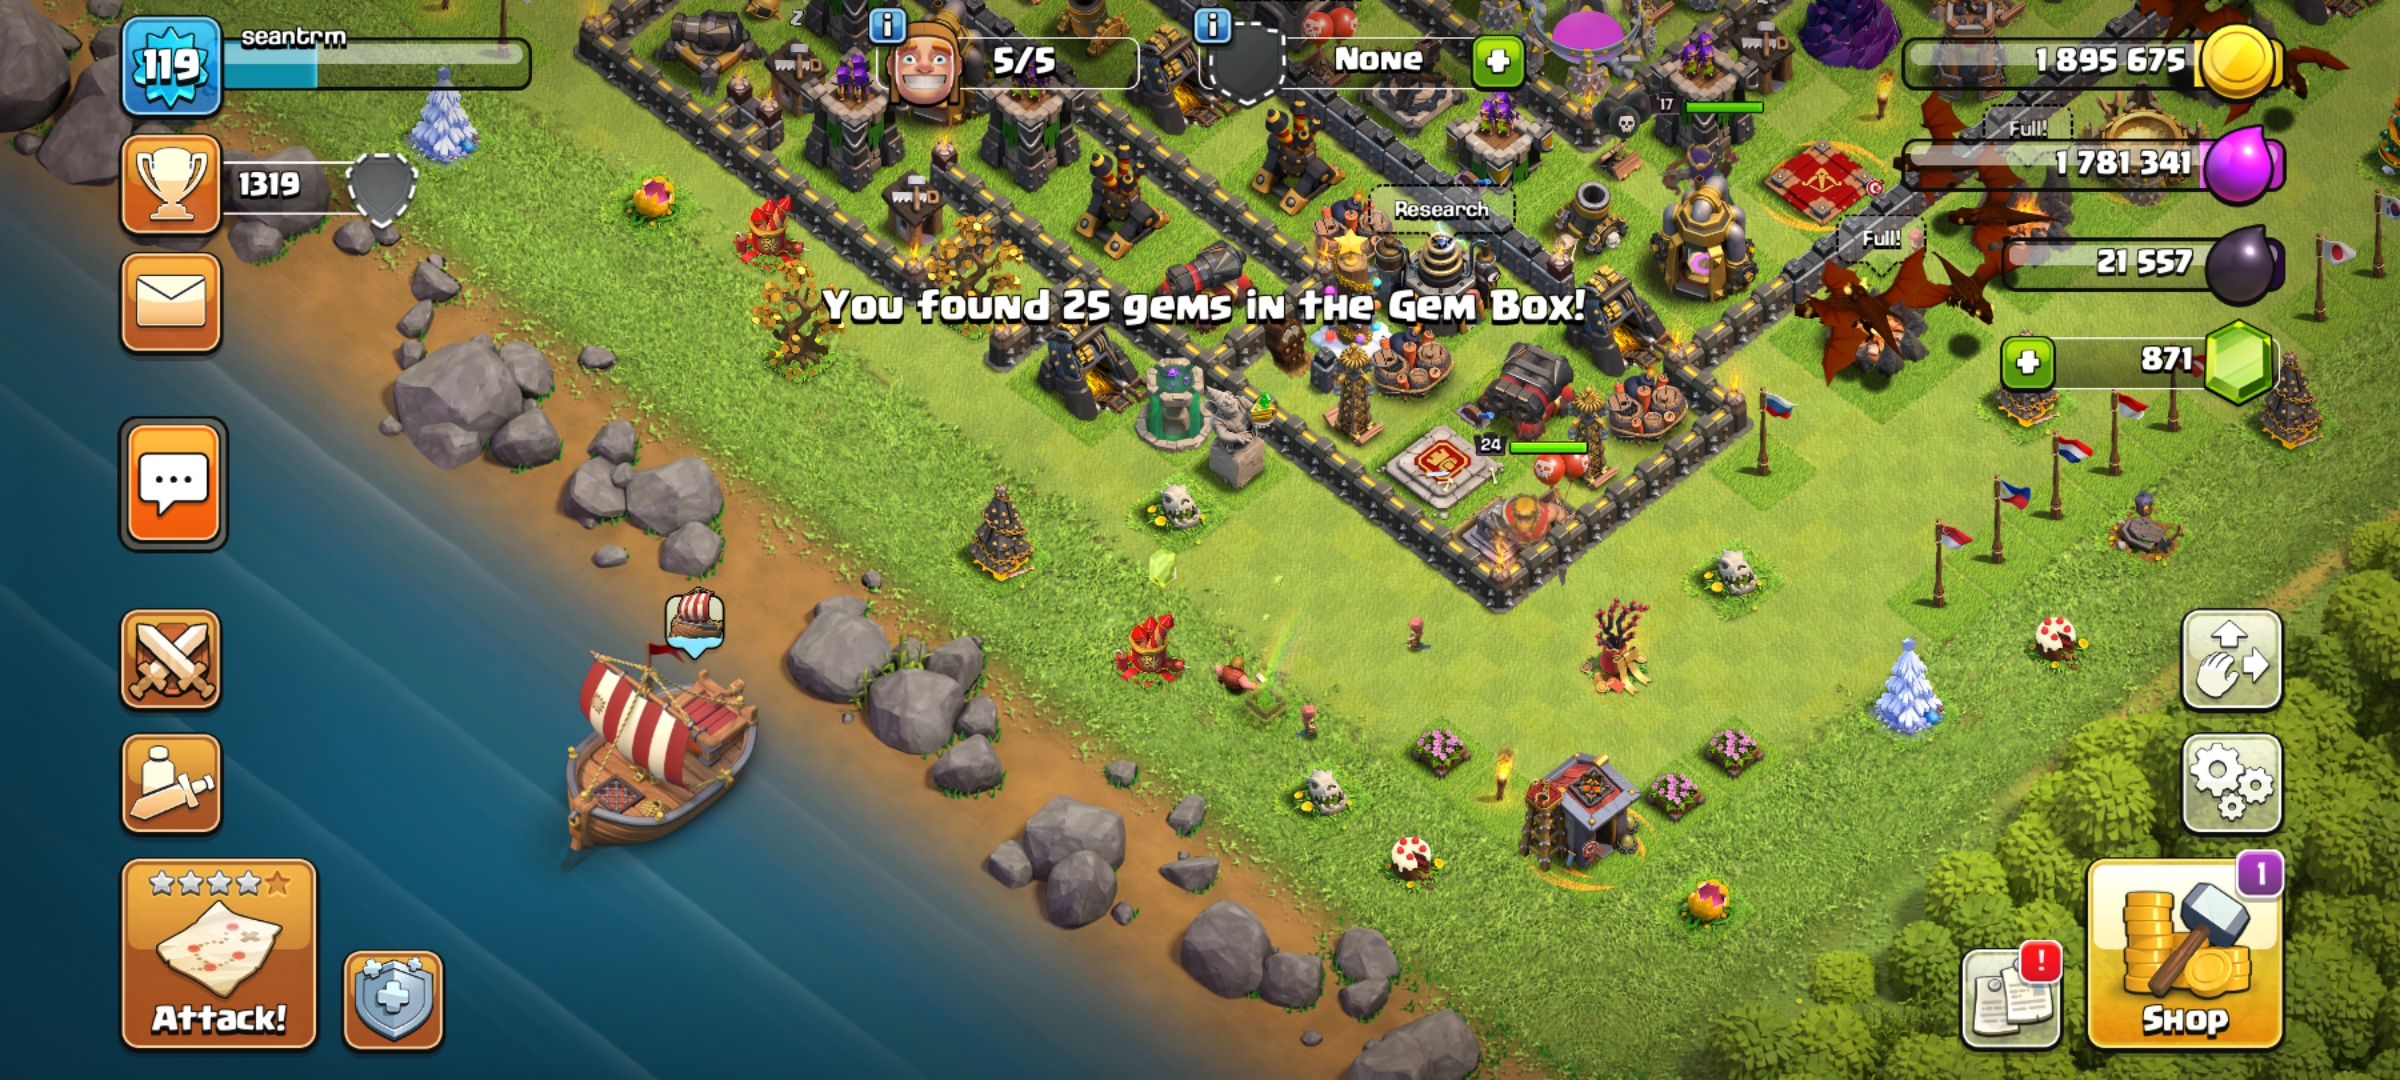 119
seantrm
5/5
None
1 895 675
17
Full!
1319
1 781 341
Research
Full!
21 557
You found 25 gems in the Gem Box!
871
24
1
Attack!
Shop